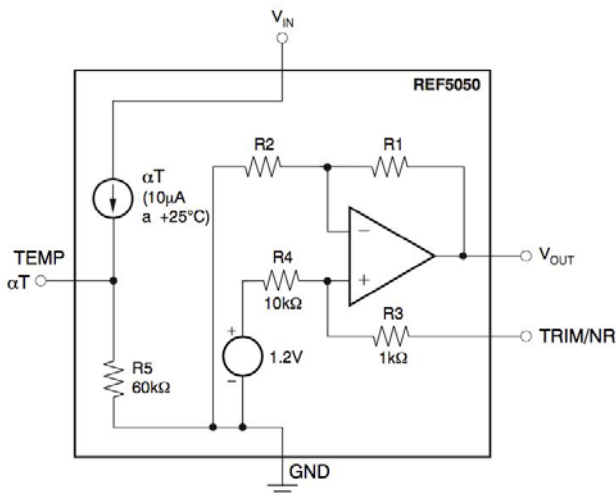 V_IN
REF5050
R2
R1
αT
(10µA
a +25°C)
−
TEMP
αT
R4
+
V_OUT
10kΩ
R3
TRIM/NR
+
1kΩ
1.2V
R5
60kΩ
−
GND